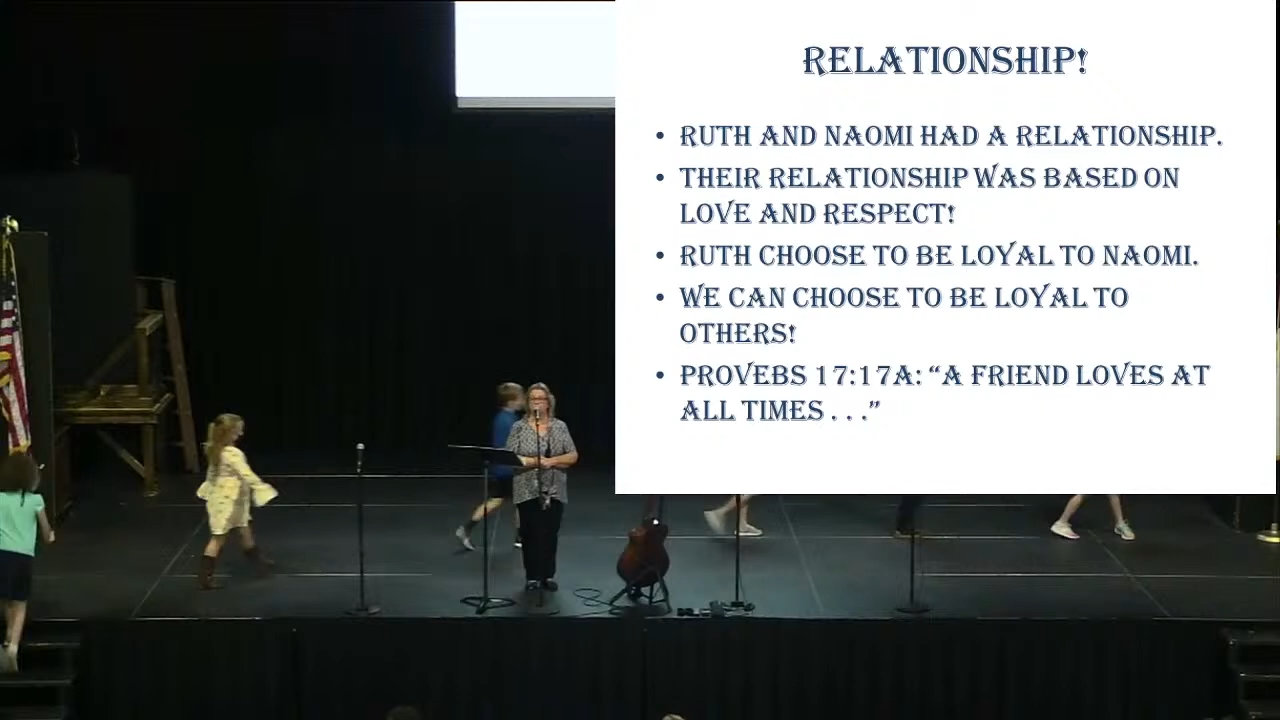 RELATIONSHIP!
• RUTH AND NAOMI HAD A RELATIONSHIP.
• THEIR RELATIONSHIP WAS BASED ON
LOVE AND RESPECT!
• RUTH CHOOSE TO BE LOYAL TO NAOMI.
• WE CAN CHOOSE TO BE LOYAL TO
OTHERS!
• PROVEBS 17:17A: “A FRIEND LOVES AT
ALL TIMES . . .”